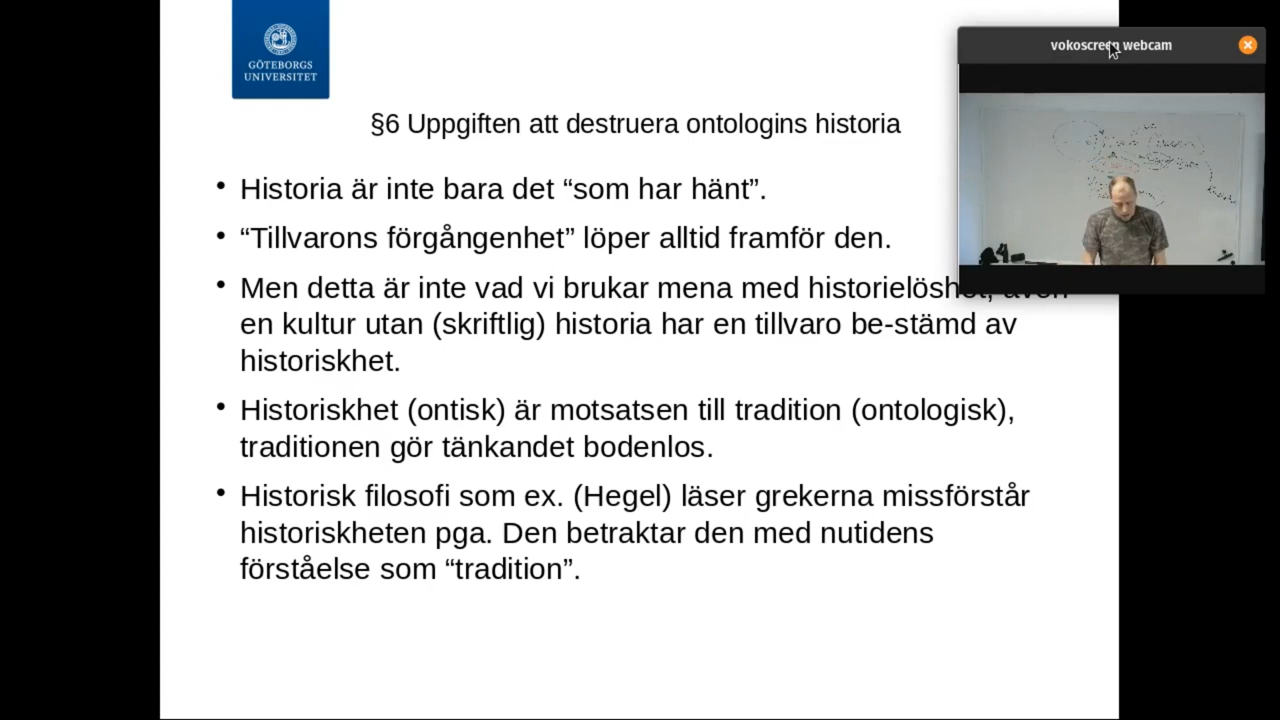 GÖTEBORGS
UNIVERSITET
vokoscreen webcam
§6 Uppgiften att destruera ontologins historia
• Historia är inte bara det “som har hänt”.
• “Tillvarons förgångenhet” löper alltid framför den.
• Men detta är inte vad vi brukar mena med historielöshet, även
en kultur utan (skriftlig) historia har en tillvaro be-stämd av
historiskhet.
• Historiskhet (ontisk) är motsatsen till tradition (ontologisk),
traditionen gör tänkandet bodenlos.
• Historisk filosofi som ex. (Hegel) läser grekerna missförstår
historiskheten pga. Den betraktar den med nutidens
förståelse som “tradition”.